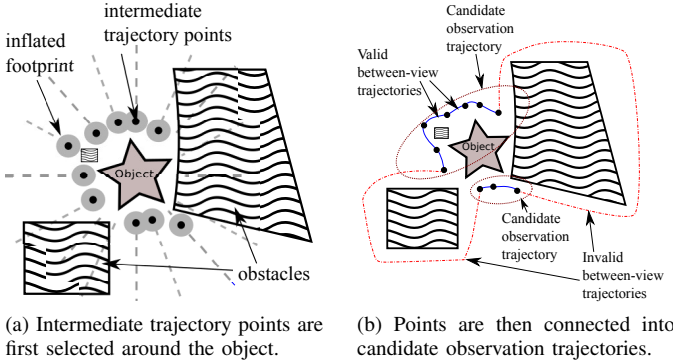 intermediate
trajectory points
inflated
footprint
Object
obstacles
(a) Intermediate trajectory points are
first selected around the object.
Candidate
observation
trajectory
Valid
between-view
trajectories
Object
Candidate
observation
trajectory
Invalid
between-view
trajectories
(b) Points are then connected into
candidate observation trajectories.